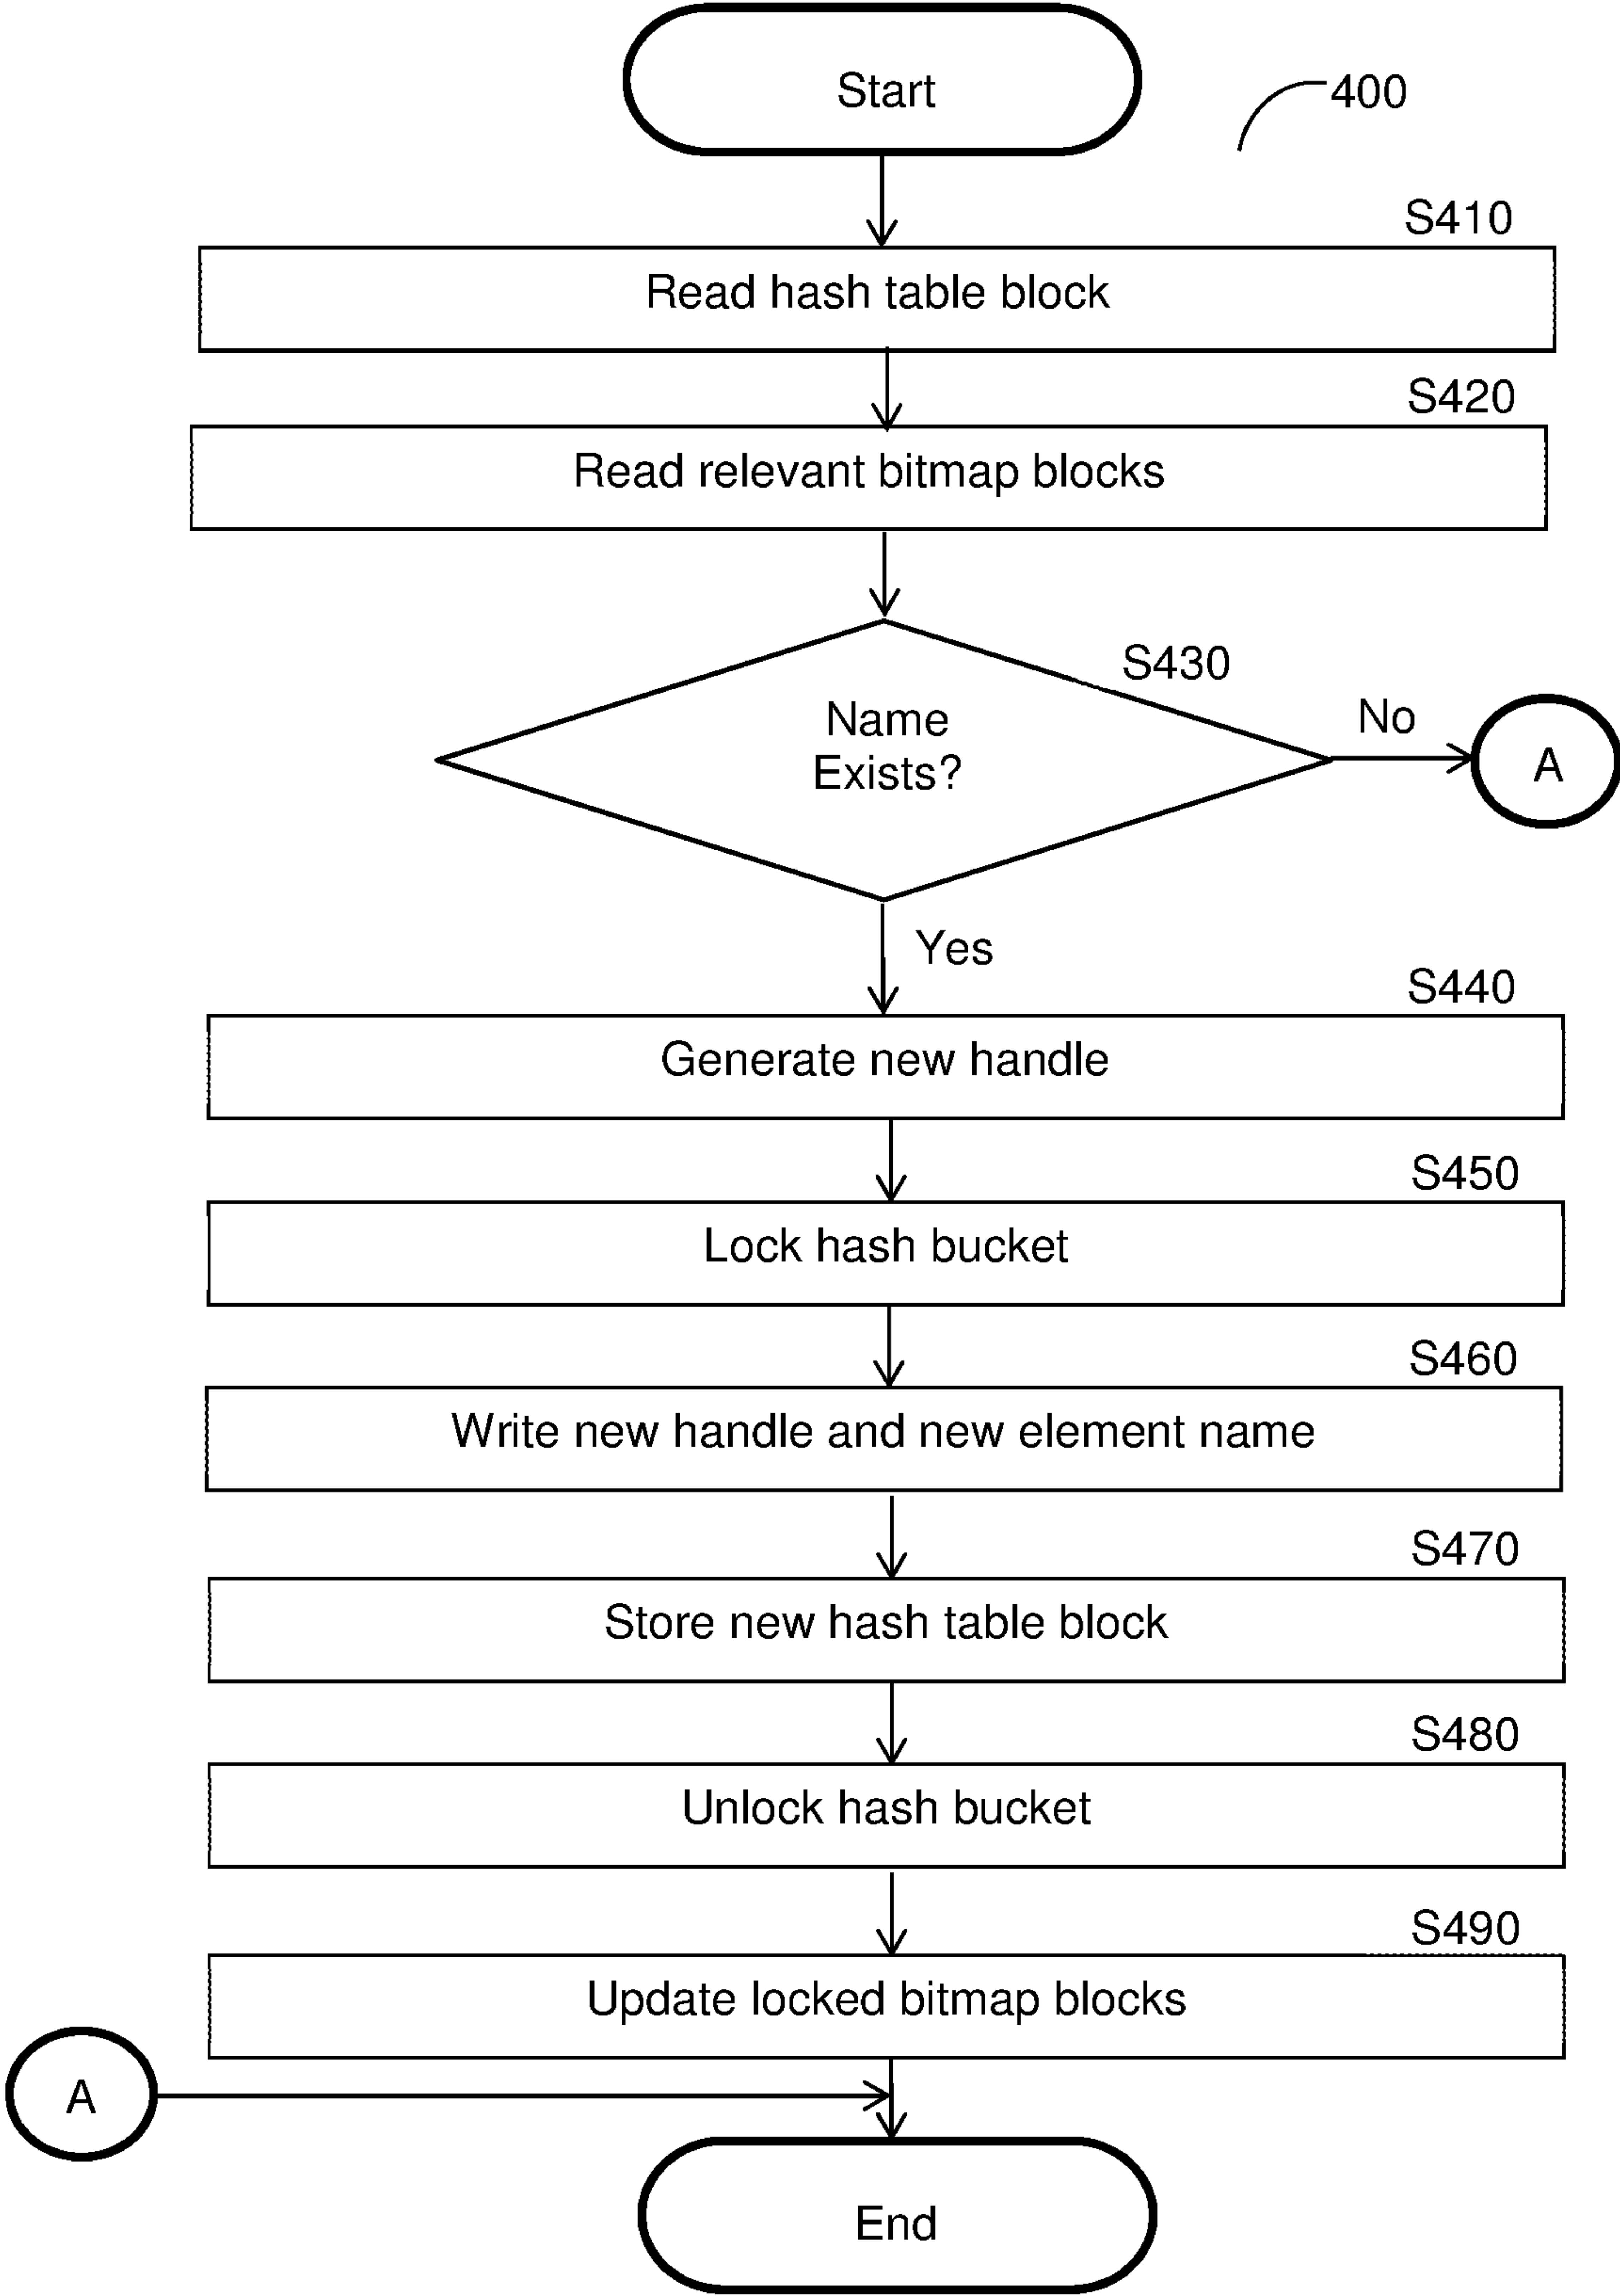 Start
400
S410
Read hash table block
S420
Read relevant bitmap blocks
S430
Name
Exists?
No
A
Yes
S440
Generate new handle
S450
Lock hash bucket
S460
Write new handle and new element name
S470
Store new hash table block
S480
Unlock hash bucket
S490
Update locked bitmap blocks
A
End